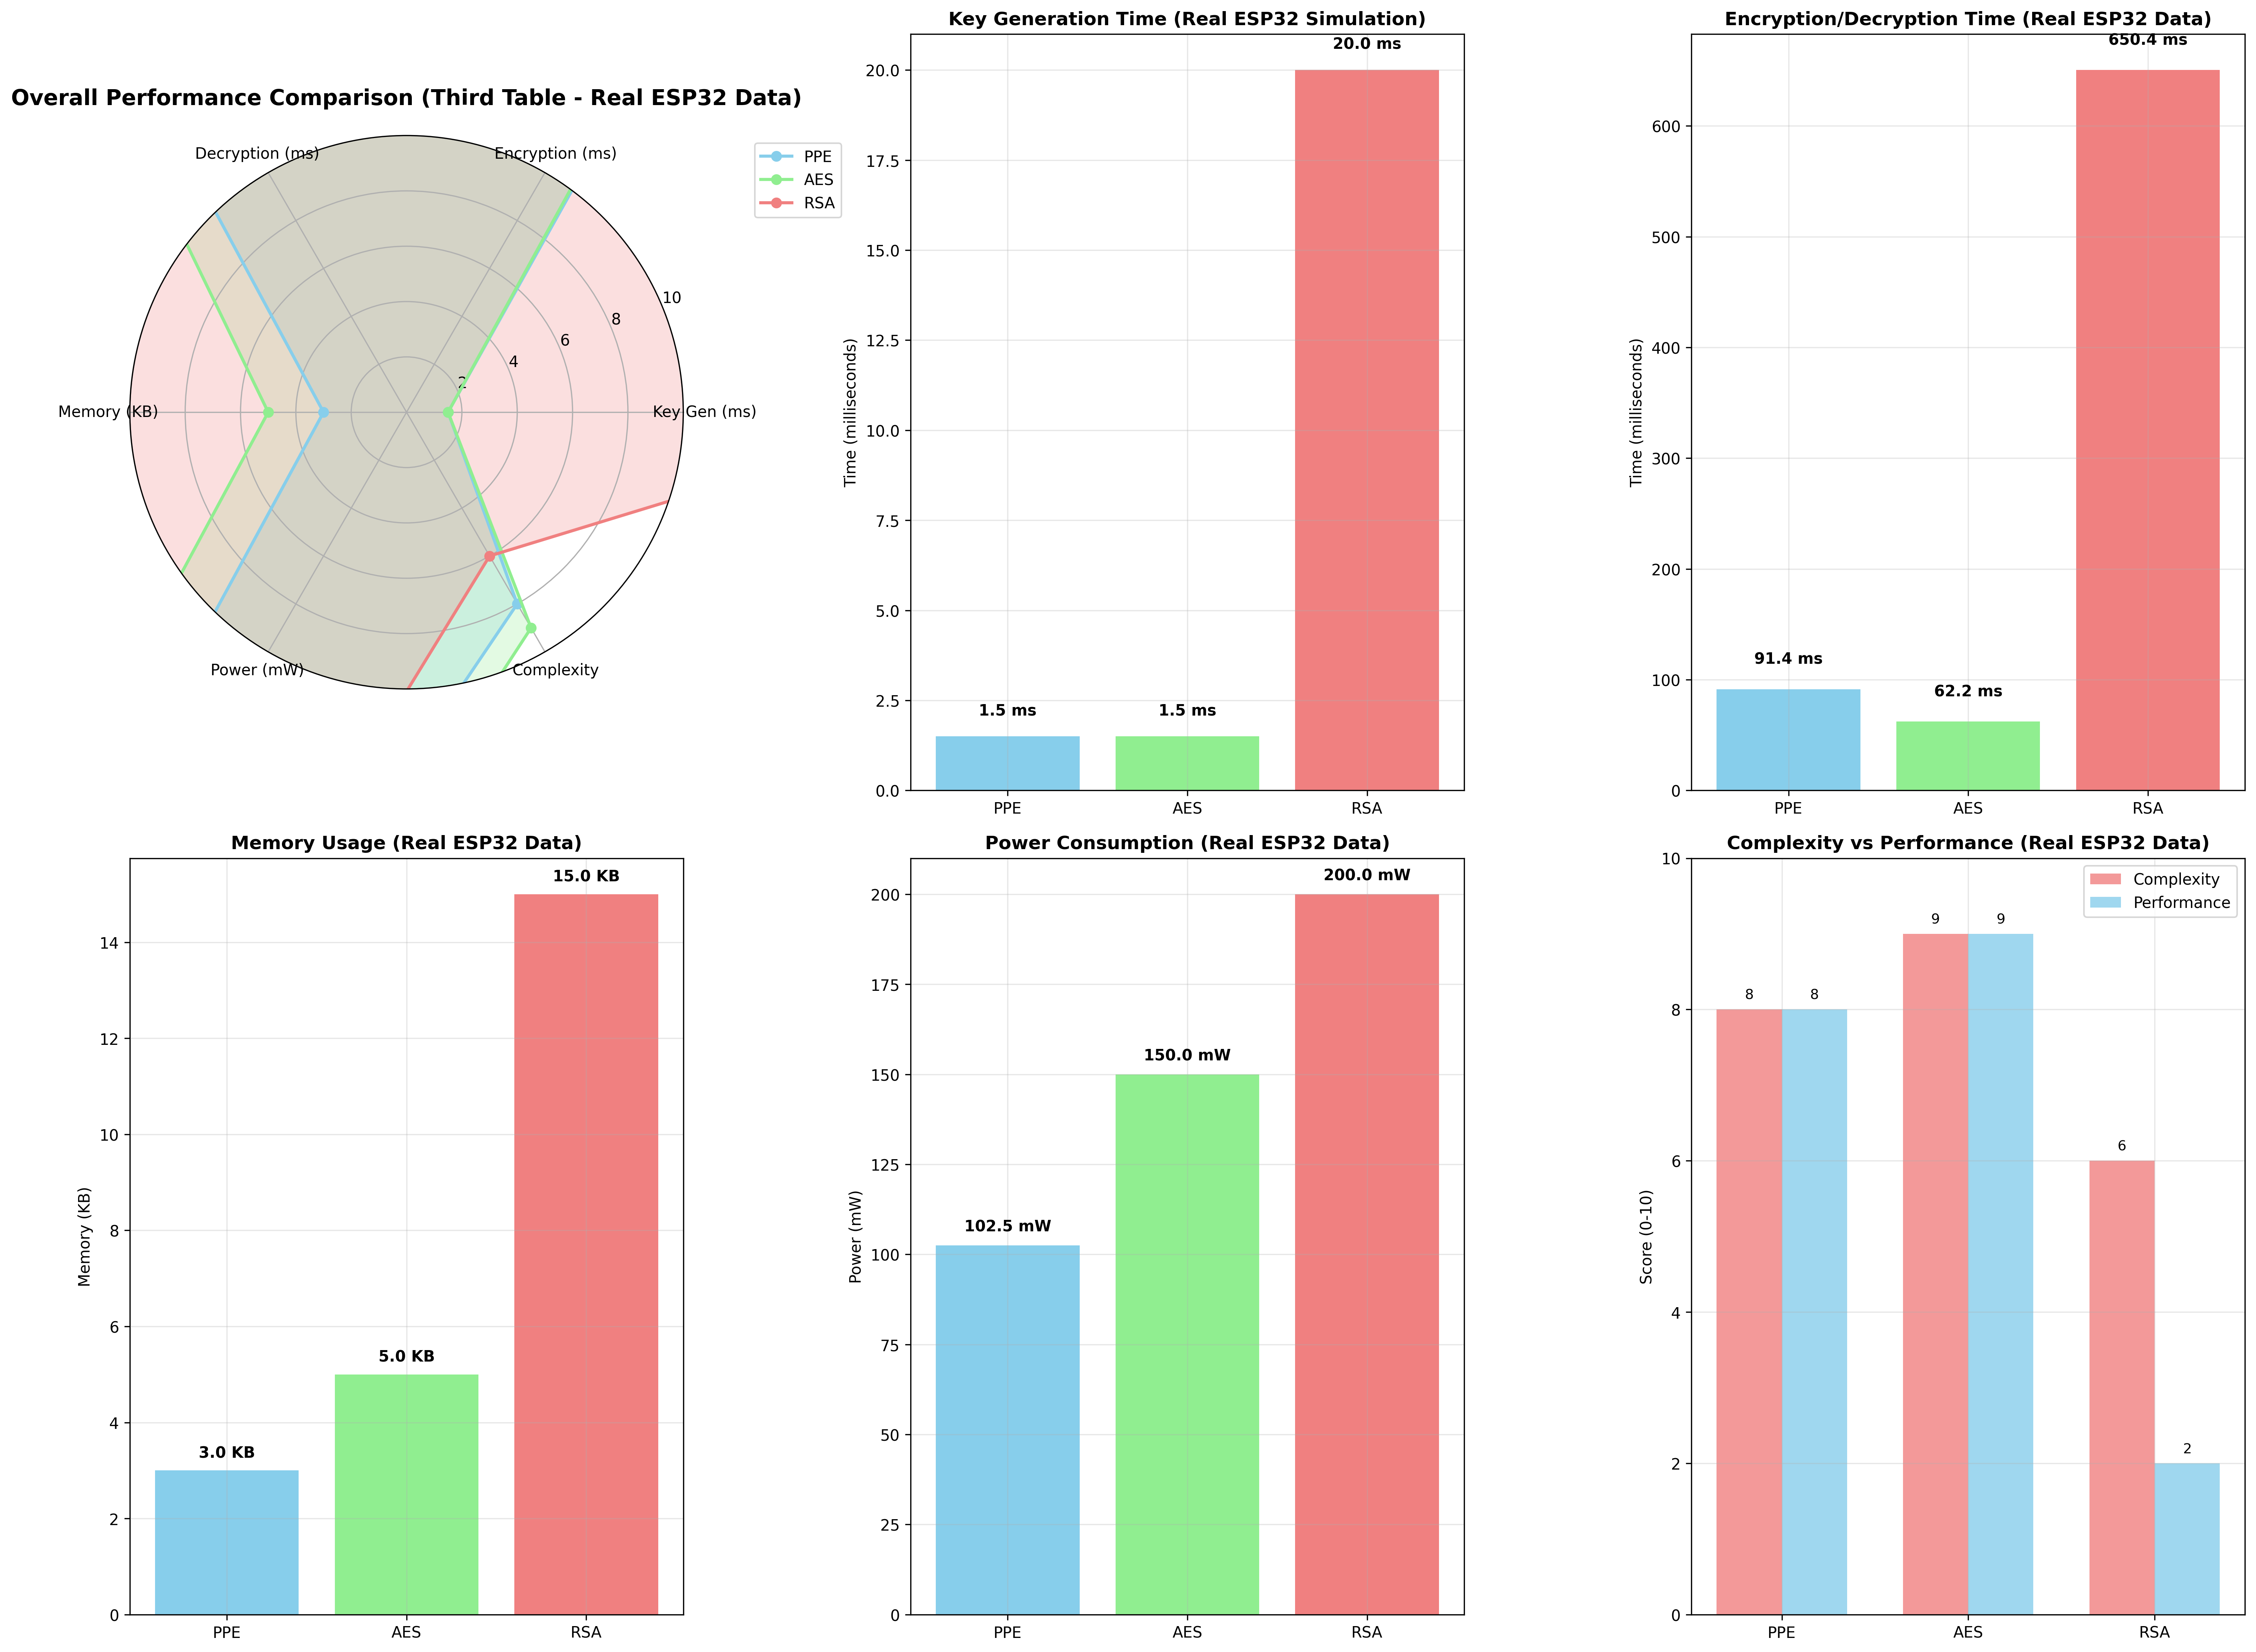 Overall Performance Comparison (Third Table - Real ESP32 Data)
Decryption (ms)
Encryption (ms)
Memory (KB)
Key Gen (ms)
Power (mW)
Complexity
2
4
6
8
10
PPE
AES
RSA
Key Generation Time (Real ESP32 Simulation)
Time (milliseconds)
20.0
17.5
15.0
12.5
10.0
7.5
5.0
2.5
0.0
1.5 ms
1.5 ms
20.0 ms
PPE
AES
RSA
Encryption/Decryption Time (Real ESP32 Data)
Time (milliseconds)
600
500
400
300
200
100
0
91.4 ms
62.2 ms
650.4 ms
PPE
AES
RSA
Memory Usage (Real ESP32 Data)
Memory (KB)
14
12
10
8
6
4
2
0
3.0 KB
5.0 KB
15.0 KB
PPE
AES
RSA
Power Consumption (Real ESP32 Data)
Power (mW)
200
175
150
125
100
75
50
25
0
102.5 mW
150.0 mW
200.0 mW
PPE
AES
RSA
Complexity vs Performance (Real ESP32 Data)
Score (0-10)
10
8
6
4
2
0
Complexity
Performance
8
8
9
9
6
2
PPE
AES
RSA